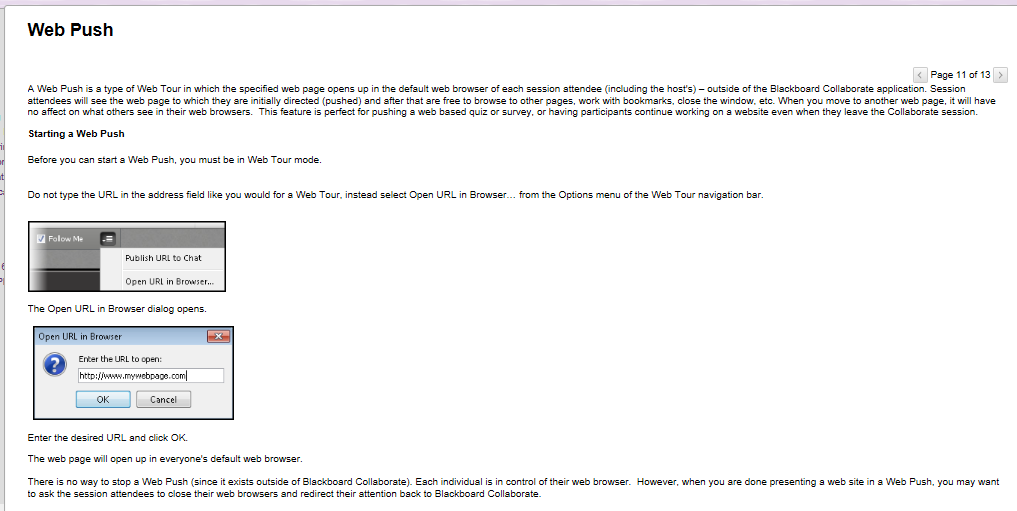 Web Push
Page 11 of 13
A Web Push is a type of Web Tour in which the specified web page opens up in the default web browser of each session attendee (including the host's) – outside of the Blackboard Collaborate application. Session
attendees will see the web page to which they are initially directed (pushed) and after that are free to browse to other pages, work with bookmarks, close the window, etc. When you move to another web page, it will have
no affect on what others see in their web browsers. This feature is perfect for pushing a web based quiz or survey, or having participants continue working on a website even when they leave the Collaborate session.
Starting a Web Push
Before you can start a Web Push, you must be in Web Tour mode.
Do not type the URL in the address field like you would for a Web Tour, instead select Open URL in Browser... from the Options menu of the Web Tour navigation bar.
Follow Me
Publish URL to Chat
Open URL in Browser...
The Open URL in Browser dialog opens.
Open URL in Browser
Enter the URL to open:
http://www.mywebpage.com
OK Cancel
Enter the desired URL and click OK.
The web page will open up in everyone's default web browser.
There is no way to stop a Web Push (since it exists outside of Blackboard Collaborate). Each individual is in control of their web browser. However, when you are done presenting a web site in a Web Push, you may want
to ask the session attendees to close their web browsers and redirect their attention back to Blackboard Collaborate.